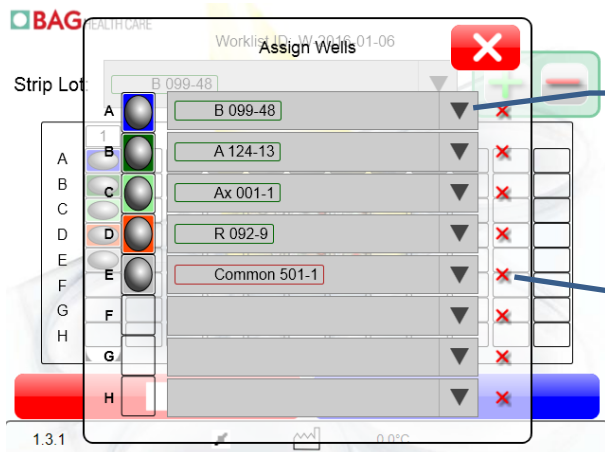 BAG HEALTH CARE
Worklist ID: W-2016-01-06
Assign Wells
Strip Lot: B 099-48
A B 099-48
B A 124-13
C Ax 001-1
D R 092-9
E Common 501-1
F
G
H
1
A
B
C
D
E
F
G
H
1.3.1
0.0°C